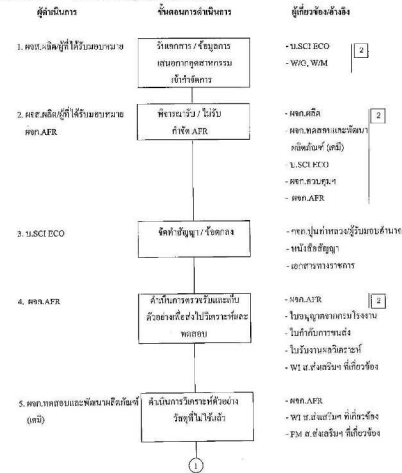 ผู้ดำเนินการ ขั้นตอนการดำเนินการ ผู้เกี่ยวข้อง/อ้างอิง
1. ผจส.ผลิต/ผู้ที่ได้รับมอบหมาย
รับเอกสาร / ข้อมูลการ
เสนอกากอุตสาหกรรม
เข้ากำจัดการ
- บ.SCI ECO
- W/G, W/M
2
2. ผจส.ผลิต/ผู้ที่ได้รับมอบหมาย
ผจก.AFR
พิจารณารับ / ไม่รับ
กำจัด AFR
- ผจก.ผลิต
- ผจก.ทดสอบและพัฒนา
ผลิตภัณฑ์ (เคมี)
- บ.SCI ECO
- ผจก.ควบคุมฯ
- ผจก.AFR
2
3. บ.SCI ECO
จัดทำสัญญา / ข้อตกลง
- กจก.ปูนท่าหลวง/ผู้รับมอบอำนาจ
- หนังสือสัญญา
- เอกสารทางราชการ
4. ผจก.AFR
ดำเนินการตรวจรับและเก็บ
ตัวอย่างเพื่อส่งไปวิเคราะห์และ
ทดสอบ
- ผจก.AFR
- ใบอนุญาตจากกรมโรงงาน
- ใบกำกับการขนส่ง
- ใบรับงานผลวิเคราะห์
- WI ส.ส่งเสริมฯ ที่เกี่ยวข้อง
2
5. ผจก.ทดสอบและพัฒนาผลิตภัณฑ์
(เคมี)
ดำเนินการวิเคราะห์ตัวอย่าง
วัสดุที่ไม่ใช้แล้ว
- ผจก.AFR
- WI ส.ส่งเสริมฯ ที่เกี่ยวข้อง
- FM ส.ส่งเสริมฯ ที่เกี่ยวข้อง
1